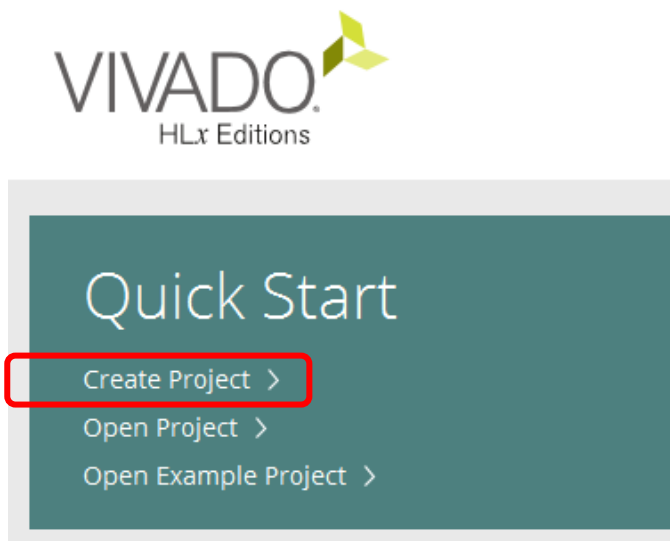 VIVADO.
HLx Editions
Quick Start
Create Project >
Open Project >
Open Example Project >